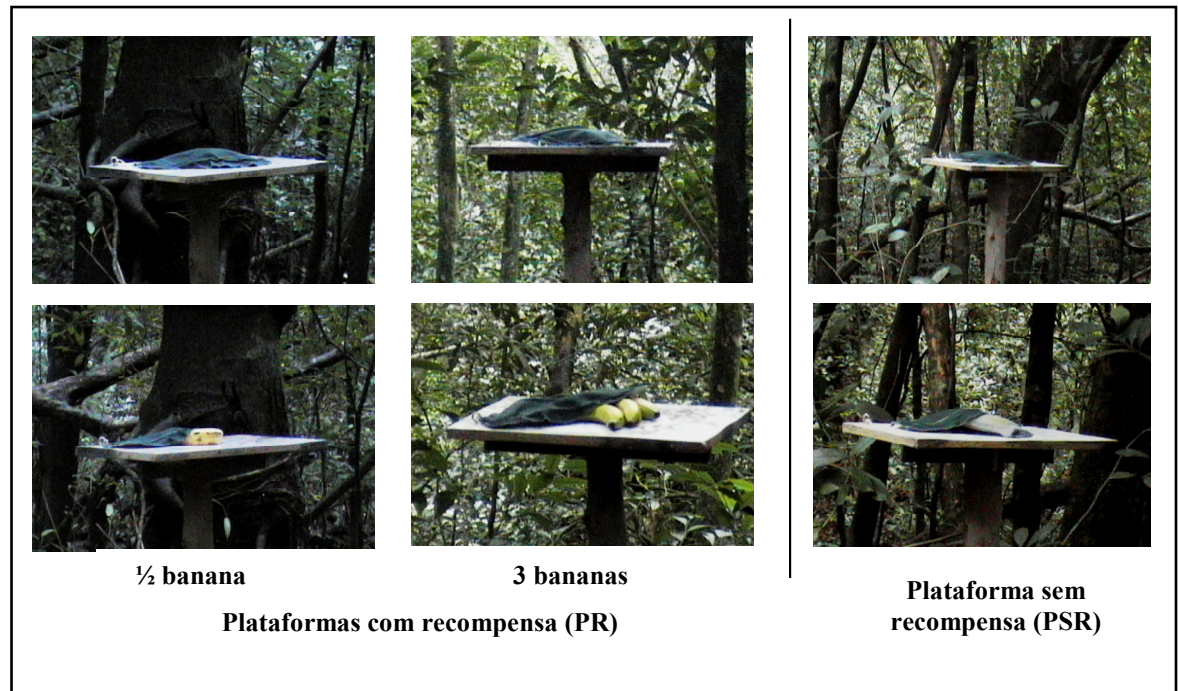 ½ banana
3 bananas
Plataformas com recompensa (PR)
Plataforma sem
recompensa (PSR)